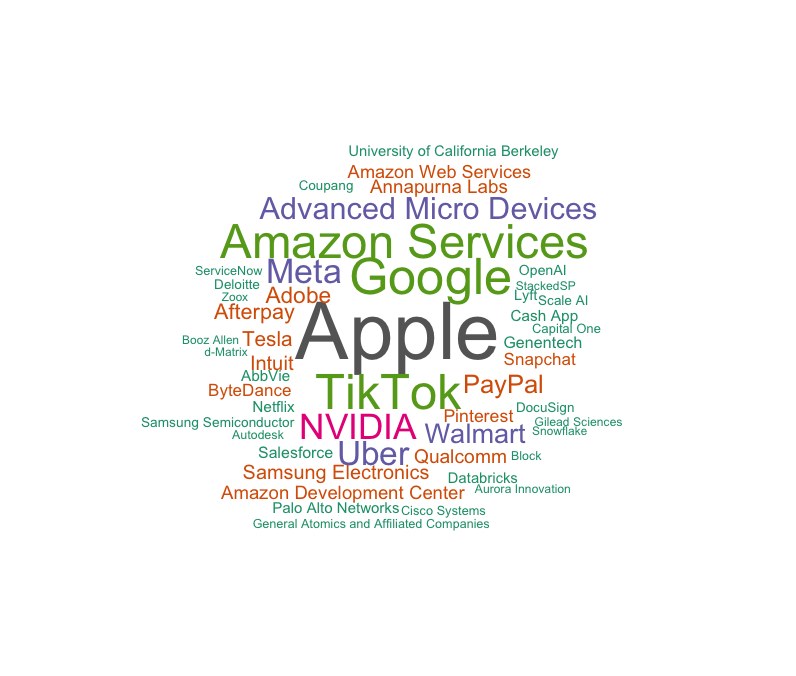 University of California Berkeley
Amazon Web Services
Coupang
Annapurna Labs
Advanced Micro Devices
Amazon Services
ServiceNow
Meta
Google
OpenAI
Deloitte
StackedSP
Zoox
Adobe
Lyft
Scale AI
Afterpay
Apple
Cash App
Capital One
Booz Allen
Tesla
Genentech
d-Matrix
Intuit
Snapchat
AbbVie
TikTok
PayPal
ByteDance
Netflix
DocuSign
Samsung Semiconductor
NVIDIA
Pinterest
Gilead Sciences
Autodesk
Walmart
Snowflake
Salesforce
Uber
Qualcomm
Block
Samsung Electronics
Databricks
Amazon Development Center
Aurora Innovation
Palo Alto Networks
Cisco Systems
General Atomics and Affiliated Companies